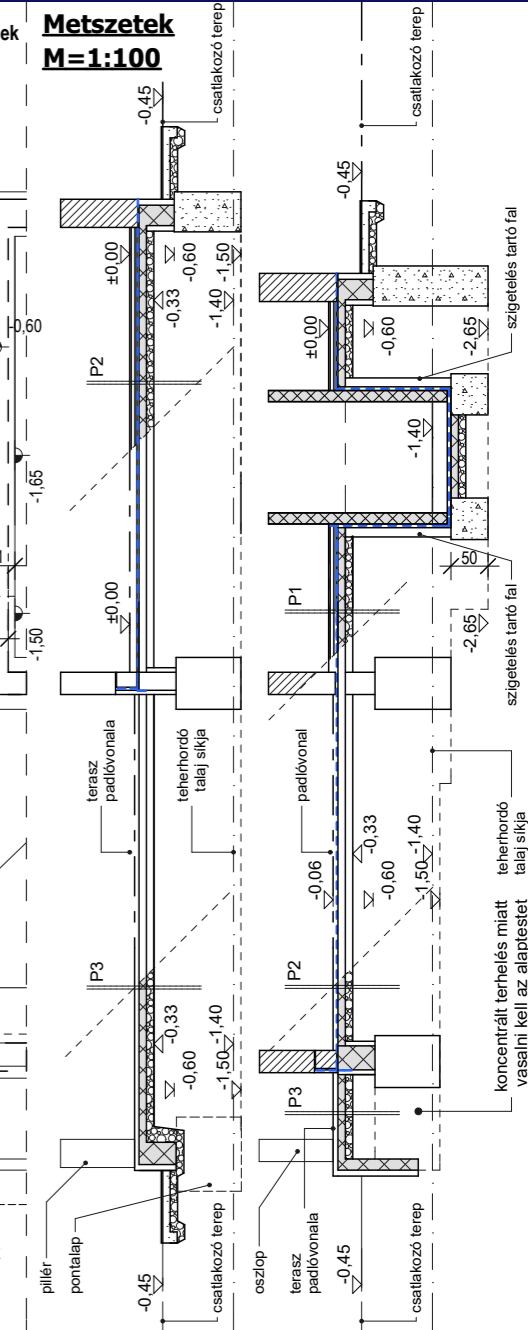 ek
Metszetek
M=1:100
-0,60
-1,65
-1,50
-0,45
csatlakozó terep
±0,00
-0,33
-0,60
-1,40
-1,50
P2
±0,00
terasz
padlóvonala
teherhordó
talaj síkja
P3
-0,33
-0,60
-1,40
-1,50
pillér
pontalap
-0,45
csatlakozó terep
csatlakozó terep
-0,45
±0,00
-0,60
-2,65
szigetelés tartó fal
-1,40
50
P1
-2,65
szigetelés tartó fal
padlóvonal
-0,06
-0,33
-0,60
-1,40
-1,50
teherhordó
talaj síkja
P2
P3
koncentrált terhelés miatt
vasalni kell az alaptestet
oszlop
terasz
padlóvonala
-0,45
csatlakozó terep